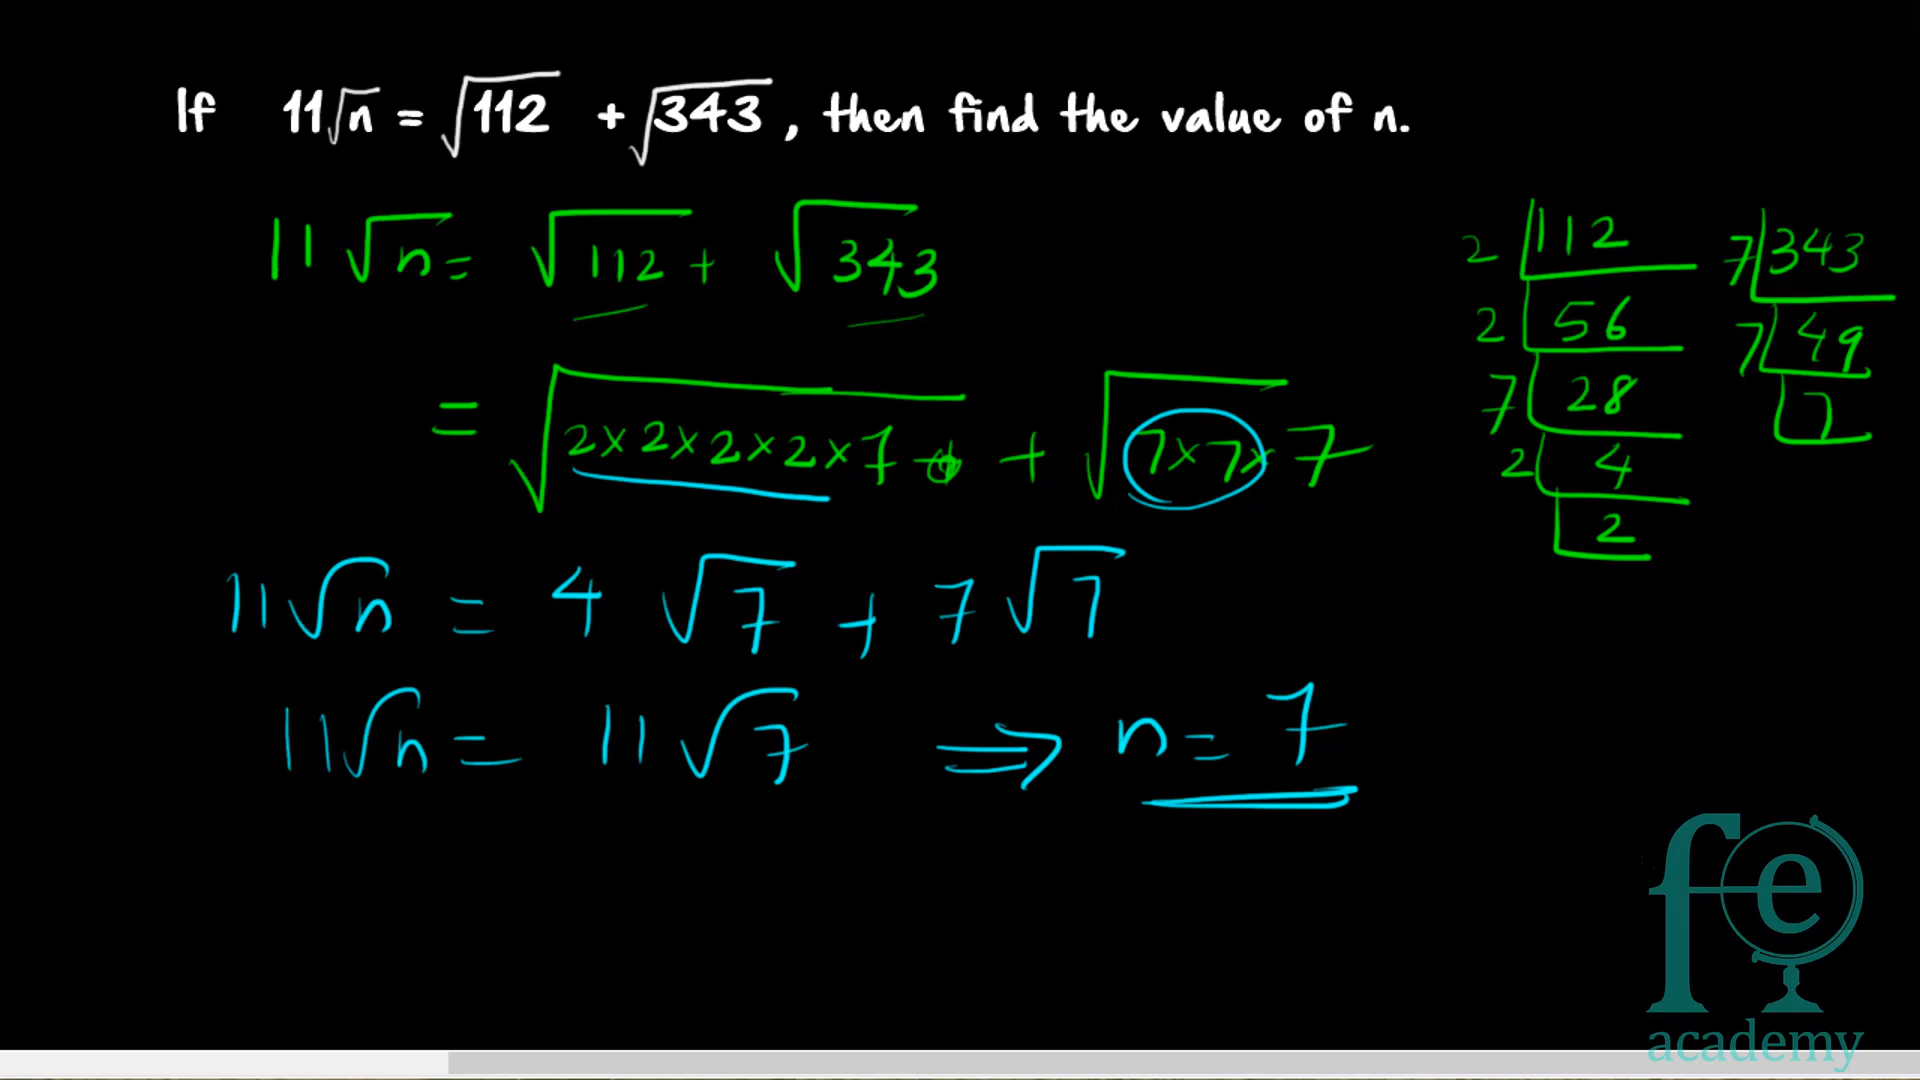 If 11√n = √112 + √343, then find the value of n.
11√n = √112 + √343
= √2×2×2×2×7 + √7×7×7
11√n = 4√7 + 7√7
11√n = 11√7 ⇒ n = 7
2 112
2 56
7 28
2 4
2
7 343
7 49
7
fe
academy